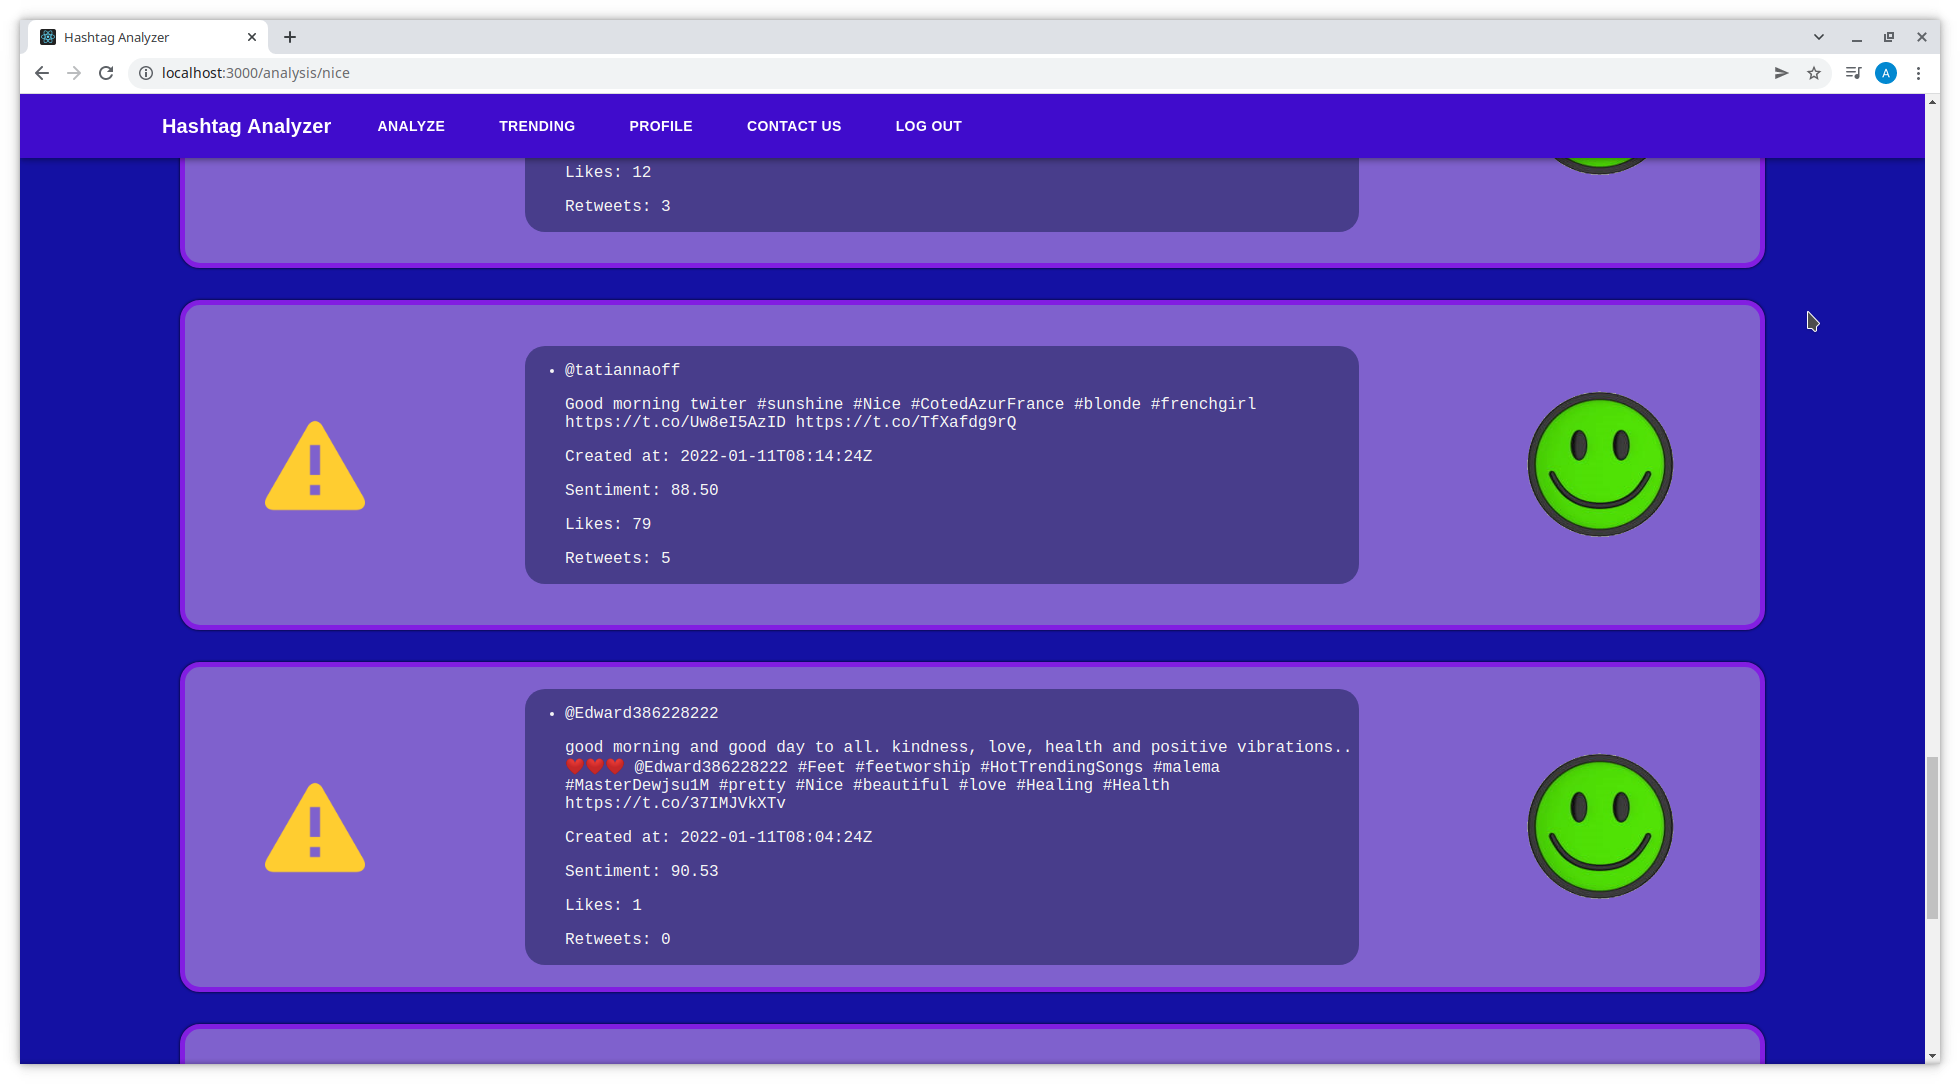 Hashtag Analyzer
localhost:3000/analysis/nice
A
Hashtag Analyzer ANALYZE TRENDING PROFILE CONTACT US LOG OUT
Likes: 12
Retweets: 3
• @tatiannaoff
Good morning twiter #sunshine #Nice #CotedAzurFrance #blonde #frenchgirl
https://t.co/Uw8eI5AzID https://t.co/TfXafdg9rQ
Created at: 2022-01-11T08:14:24Z
Sentiment: 88.50
Likes: 79
Retweets: 5
• @Edward386228222
good morning and good day to all. kindness, love, health and positive vibrations..
❤️❤️❤️ @Edward386228222 #Feet #feetworship #HotTrendingSongs #malema
#MasterDewjsu1M #pretty #Nice #beautiful #love #Healing #Health
https://t.co/37IMJVkXTv
Created at: 2022-01-11T08:04:24Z
Sentiment: 90.53
Likes: 1
Retweets: 0